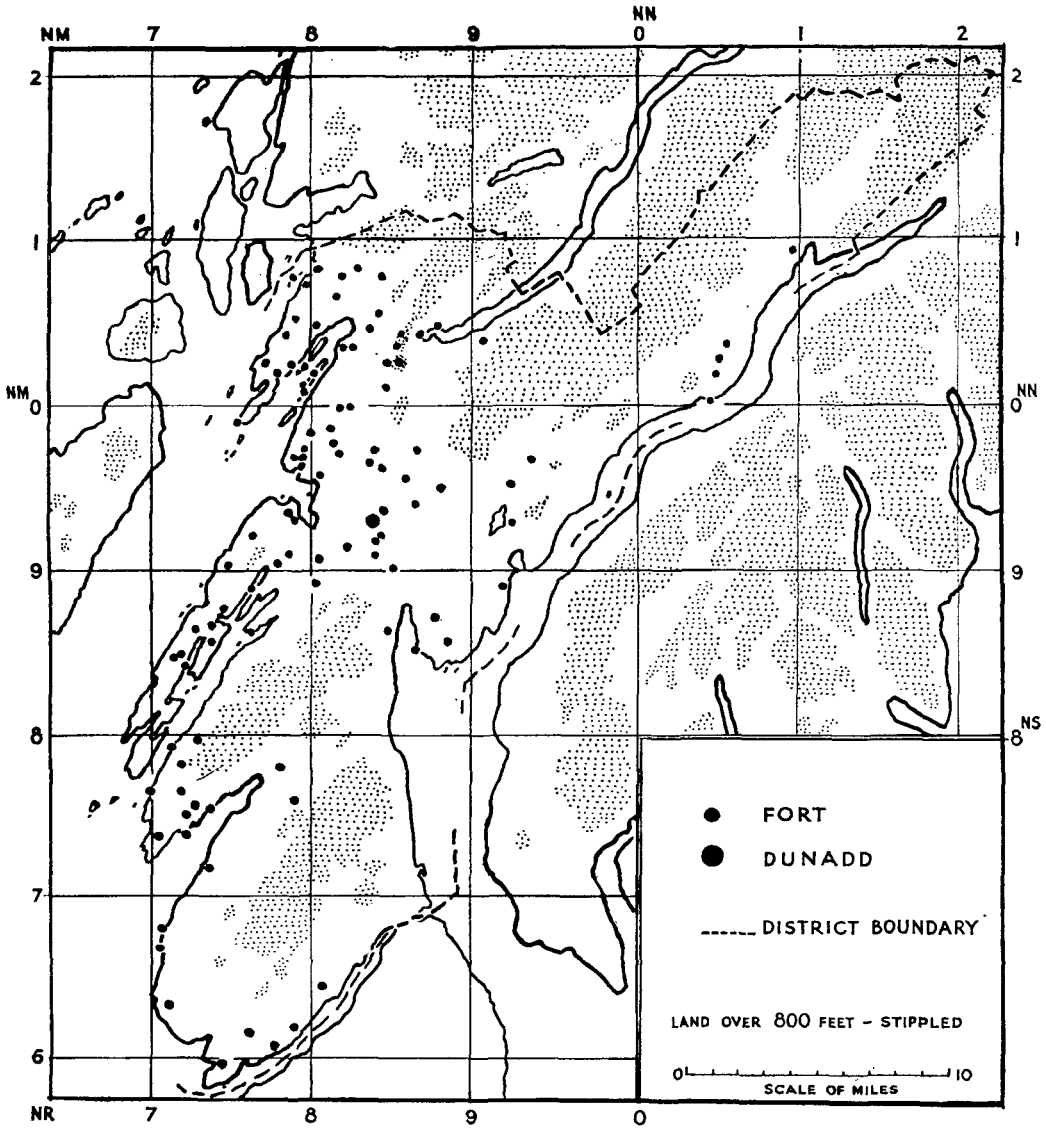 NN
NM 7 8 9 0 1 2
2 2
1 1
NM NN
0 0
9 9
8 8 NS
FORT
DUNADD
7
DISTRICT BOUNDARY
LAND OVER 800 FEET – STIPPLED
6
0 10
SCALE OF MILES
NR 7 8 9 0